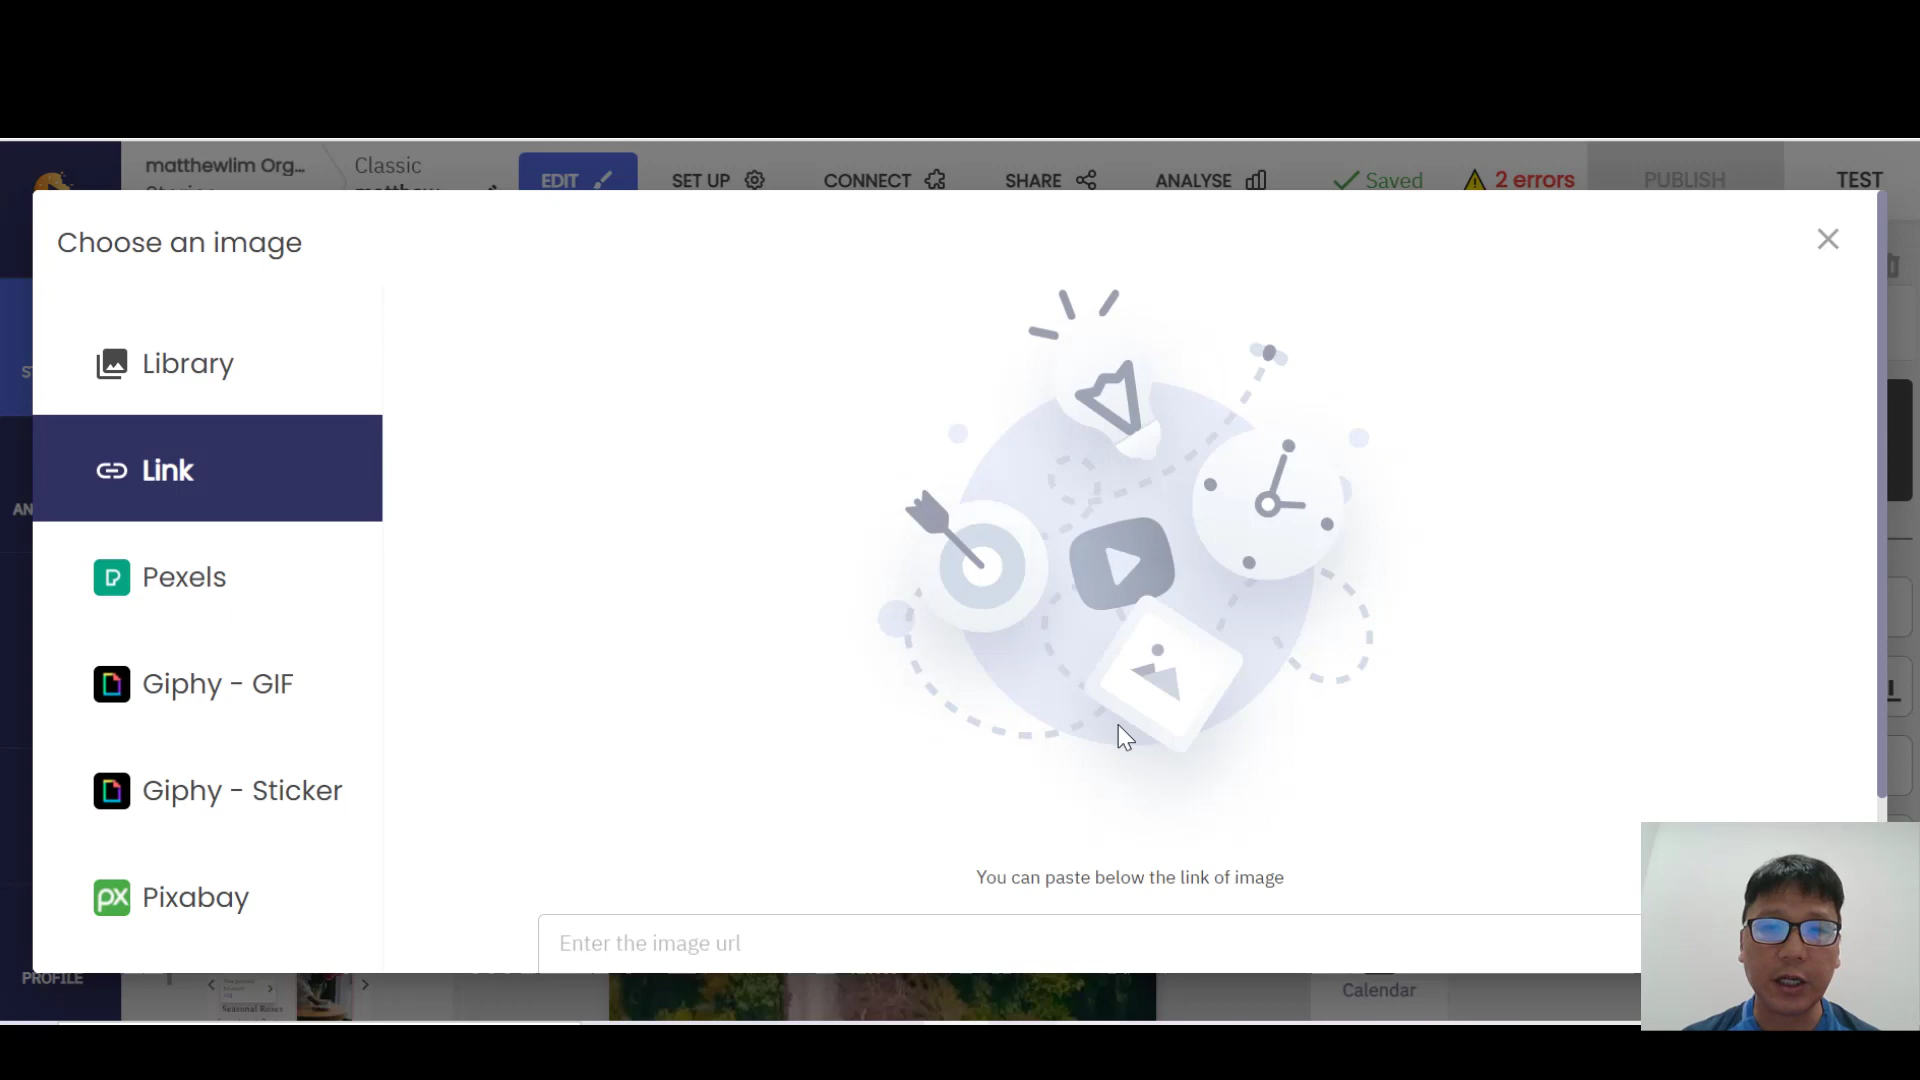 matthewlim Org...
Classic
EDIT
SET UP
CONNECT
SHARE
ANALYSE
Saved
2 errors
PUBLISH
TEST
Choose an image
Library
Link
Pexels
Giphy - GIF
Giphy - Sticker
Pixabay
You can paste below the link of image
Enter the image url
PROFILE
Seasonal Roses
Calendar